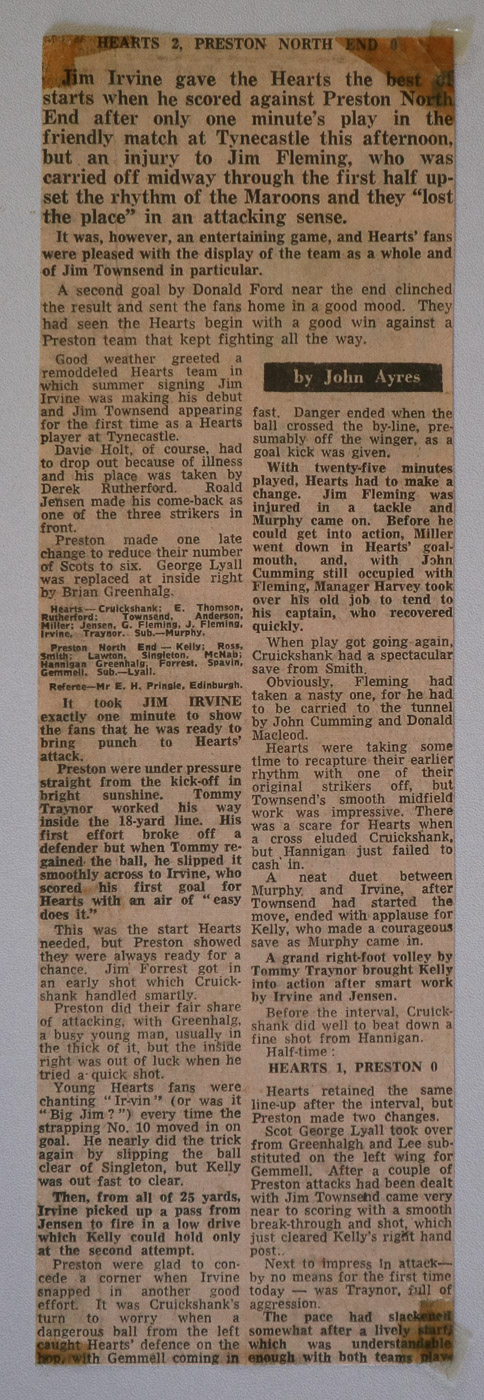 HEARTS 2, PRESTON NORTH END 0
Jim Irvine gave the Hearts the best of
starts when he scored against Preston North
End after only one minute's play in the
friendly match at Tynecastle this afternoon,
but an injury to Jim Fleming, who was
carried off midway through the first half up-
set the rhythm of the Maroons and they "lost
the place" in an attacking sense.
It was, however, an entertaining game, and Hearts' fans
were pleased with the display of the team as a whole and
of Jim Townsend in particular.
A second goal by Donald Ford near the end clinched
the result and sent the fans home in a good mood. They
had seen the Hearts begin with a good win against a
Preston team that kept fighting all the way.
Good weather greeted a
remoddeled Hearts team in
which summer signing Jim
Irvine was making his debut
and Jim Townsend appearing
for the first time as a Hearts
player at Tynecastle.
Davie Holt, of course, had
to drop out because of illness
and his place was taken by
Derek Rutherford. Roald
Jensen made his come-back as
one of the three strikers in
front.
Preston made one late
change to reduce their number
of Scots to six. George Lyall
was replaced at inside right
by Brian Greenhalg.
Hearts — Cruickshank; E. Thomson,
Rutherford; Townsend, Anderson,
Miller; Jensen, G. Fleming, J. Fleming,
Irvine, Traynor. Sub.—Murphy.
Preston North End — Kelly; Ross,
Smith; Lawton, Singleton, McNab;
Hannigan Greenhalg, Forrest, Spavin,
Gemmell. Sub.—Lyall.
Referee—Mr E. H. Pringle, Edinburgh.
It took JIM IRVINE
exactly one minute to show
the fans that he was ready to
bring punch to Hearts'
attack.
Preston were under pressure
straight from the kick-off in
bright sunshine. Tommy
Traynor worked his way
inside the 18-yard line. His
first effort broke off a
defender but when Tommy re-
gained the ball, he slipped it
smoothly across to Irvine, who
scored his first goal for
Hearts with an air of "easy
does it."
This was the start Hearts
needed, but Preston showed
they were always ready for a
chance. Jim Forrest got in
an early shot which Cruick-
shank handled smartly.
Preston did their fair share
of attacking, with Greenhalg,
a busy young man, usually in
the thick of it, but the inside
right was out of luck when he
tried a quick shot.
Young Hearts fans were
chanting "Ir-vin" (or was it
"Big Jim?") every time the
strapping No. 10 moved in on
goal. He nearly did the trick
again by slipping the ball
clear of Singleton, but Kelly
was out fast to clear.
Then, from all of 25 yards,
Irvine picked up a pass from
Jensen to fire in a low drive
which Kelly could hold only
at the second attempt.
Preston were glad to con-
cede a corner when Irvine
snapped in another good
effort. It was Cruickshank's
turn to worry when a
dangerous ball from the left
caught Hearts' defence on the
hop, with Gemmell coming in
by John Ayres
fast. Danger ended when the
ball crossed the by-line, pre-
sumably off the winger, as a
goal kick was given.
With twenty-five minutes
played, Hearts had to make a
change. Jim Fleming was
injured in a tackle and
Murphy came on. Before he
could get into action, Miller
went down in Hearts' goal-
mouth, and, with John
Cumming still occupied with
Fleming, Manager Harvey took
over his old job to tend to
his captain, who recovered
quickly.
When play got going again,
Cruickshank had a spectacular
save from Smith.
Obviously, Fleming had
taken a nasty one, for he had
to be carried to the tunnel
by John Cumming and Donald
Macleod.
Hearts were taking some
time to recapture their earlier
rhythm with one of their
original strikers off, but
Townsend's smooth midfield
work was impressive. There
was a scare for Hearts when
a cross eluded Cruickshank,
but Hannigan just failed to
cash in.
A neat duet between
Murphy and Irvine, after
Townsend had started the
move, ended with applause for
Kelly, who made a courageous
save as Murphy came in.
A grand right-foot volley by
Tommy Traynor brought Kelly
into action after smart work
by Irvine and Jensen.
Before the interval, Cruick-
shank did well to beat down a
fine shot from Hannigan.
Half-time :
HEARTS 1, PRESTON 0
Hearts retained the same
line-up after the interval, but
Preston made two changes.
Scot George Lyall took over
from Greenhalgh and Lee sub-
stituted on the left wing for
Gemmell. After a couple of
Preston attacks had been dealt
with Jim Townsend came very
near to scoring with a smooth
break-through and shot, which
just cleared Kelly's right hand
post..
Next to impress in attack—
by no means for the first time
today — was Traynor, full of
aggression.
The pace had slackened
somewhat after a lively start,
which was understandable
enough with both teams play-